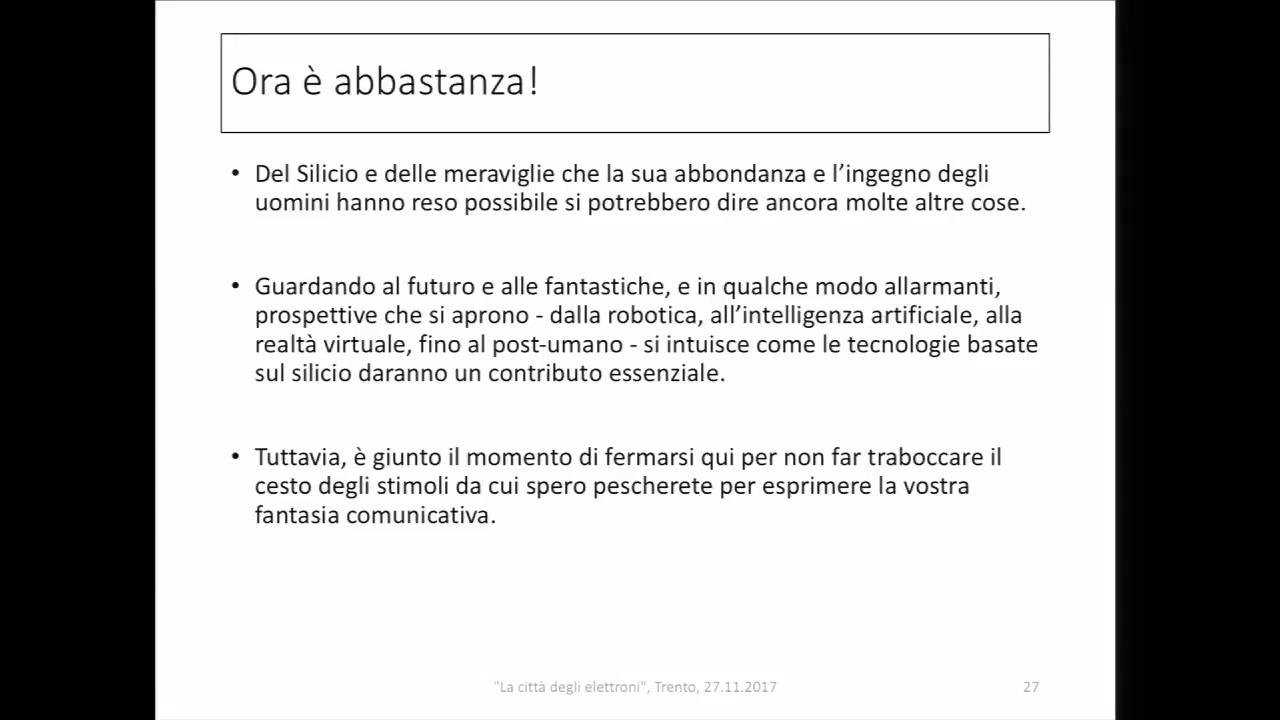 Ora è abbastanza!
• Del Silicio e delle meraviglie che la sua abbondanza e l’ingegno degli
uomini hanno reso possibile si potrebbero dire ancora molte altre cose.
• Guardando al futuro e alle fantastiche, e in qualche modo allarmanti,
prospettive che si aprono - dalla robotica, all’intelligenza artificiale, alla
realtà virtuale, fino al post-umano - si intuisce come le tecnologie basate
sul silicio daranno un contributo essenziale.
• Tuttavia, è giunto il momento di fermarsi qui per non far traboccare il
cesto degli stimoli da cui spero pescherete per esprimere la vostra
fantasia comunicativa.
"La città degli elettroni", Trento, 27.11.2017
27